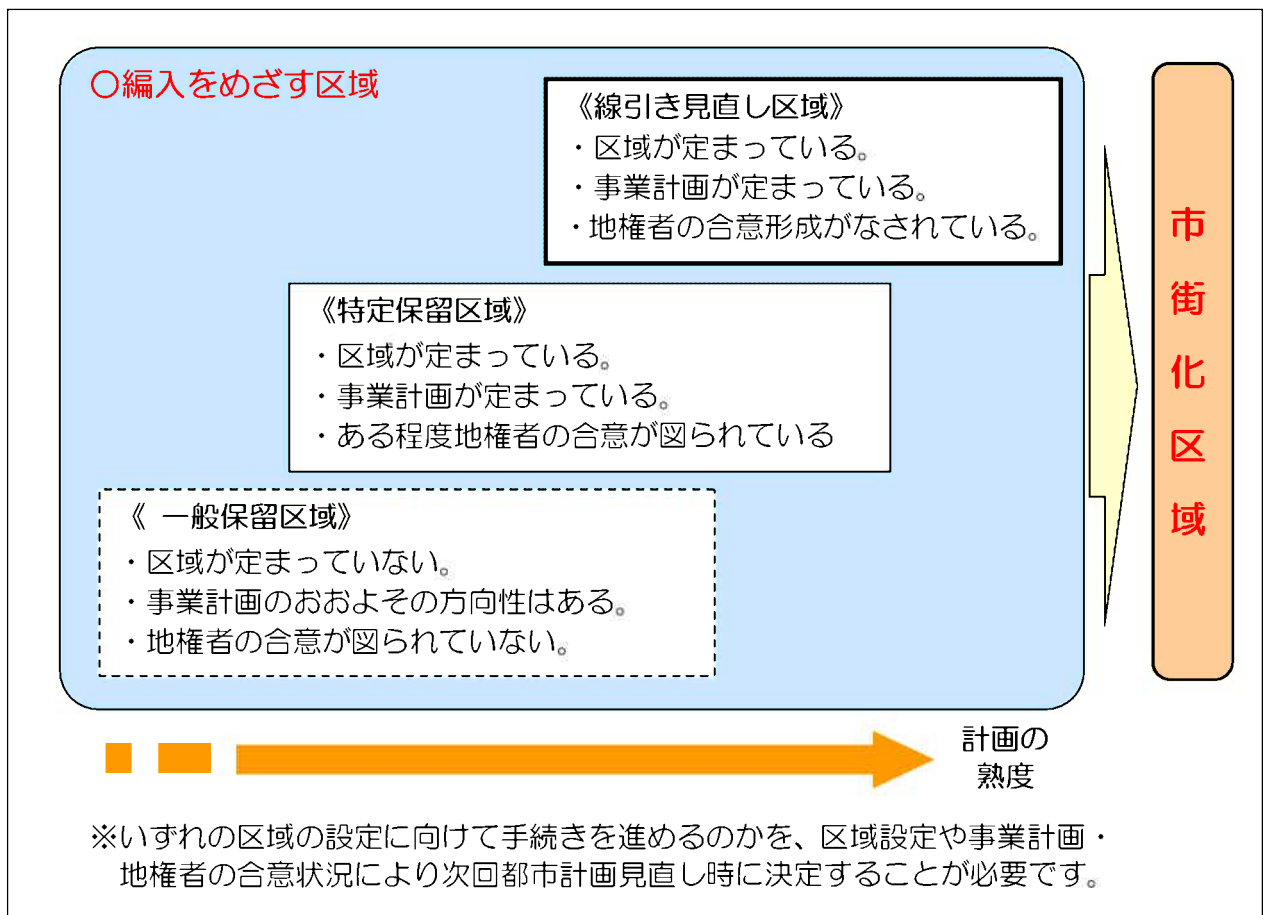 〇編入をめざす区域
《線引き見直し区域》
・区域が定まっている。
・事業計画が定まっている。
・地権者の合意形成がなされている。
《特定保留区域》
・区域が定まっている。
・事業計画が定まっている。
・ある程度地権者の合意が図られている
《 一般保留区域》
・区域が定まっていない。
・事業計画のおおよその方向性はある。
・地権者の合意が図られていない。
市街化区域
計画の
熟度
※いずれの区域の設定に向けて手続きを進めるのかを、区域設定や事業計画・
地権者の合意状況により次回都市計画見直し時に決定することが必要です。